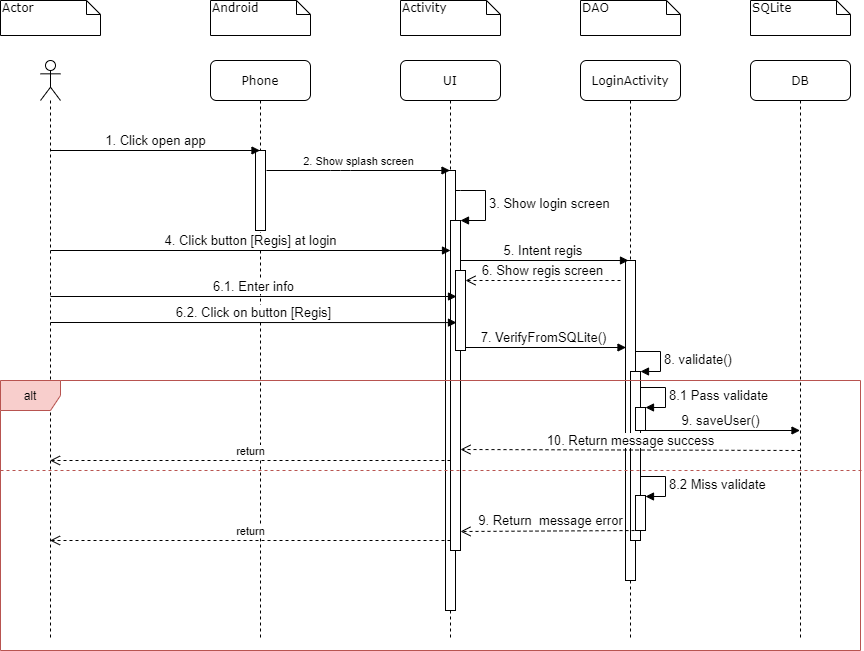 Actor
Android
Activity
DAO
SQLite
Phone
UI
LoginActivity
DB
1. Click open app
2. Show splash screen
3. Show login screen
4. Click button [Regis] at login
5. Intent regis
6. Show regis screen
6.1. Enter info
6.2. Click on button [Regis]
7. VerifyFromSQLite()
8. validate()
alt
8.1 Pass validate
9. saveUser()
10. Return message success
return
8.2 Miss validate
9. Return  message error
return